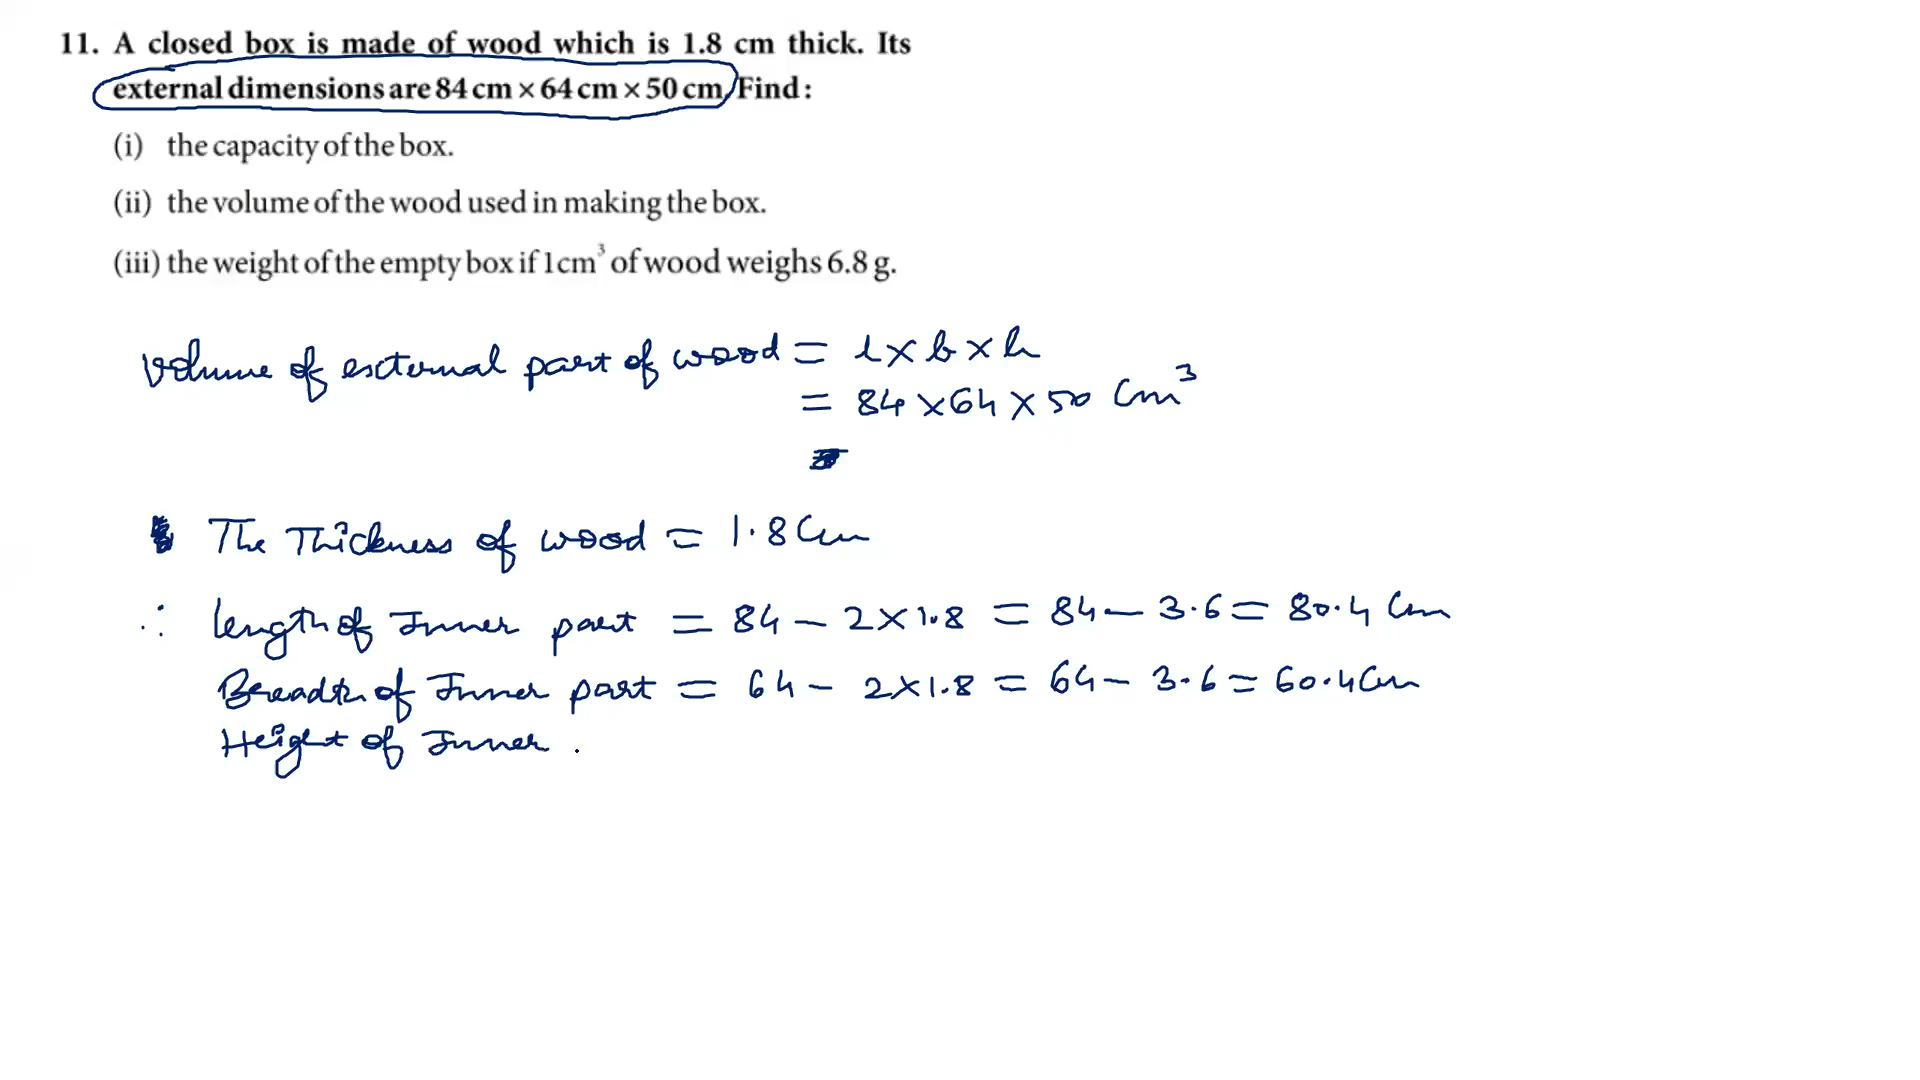 11. A closed box is made of wood which is 1.8 cm thick. Its
external dimensions are 84 cm × 64 cm × 50 cm. Find :
(i) the capacity of the box.
(ii) the volume of the wood used in making the box.
(iii) the weight of the empty box if 1cm³ of wood weighs 6.8 g.
Volume of external part of wood = l × b × h
= 84 × 64 × 50 cm³
The Thickness of wood = 1.8 cm
∴ length of Inner part = 84 - 2×1.8 = 84 - 3.6 = 80.4 cm
Breadth of Inner part = 64 - 2×1.8 = 64 - 3.6 = 60.4 cm
Height of Inner